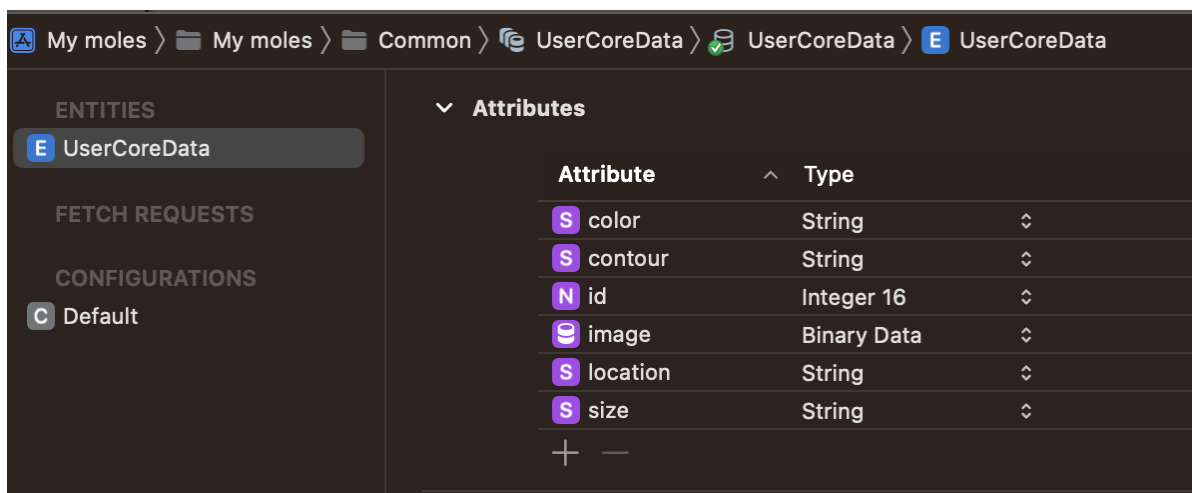 My moles 〉 My moles 〉 Common 〉 UserCoreData 〉 UserCoreData 〉 E UserCoreData
ENTITIES
E UserCoreData
FETCH REQUESTS
CONFIGURATIONS
C Default
Attributes
Attribute Type
S color String
S contour String
N id Integer 16
image Binary Data
S location String
S size String